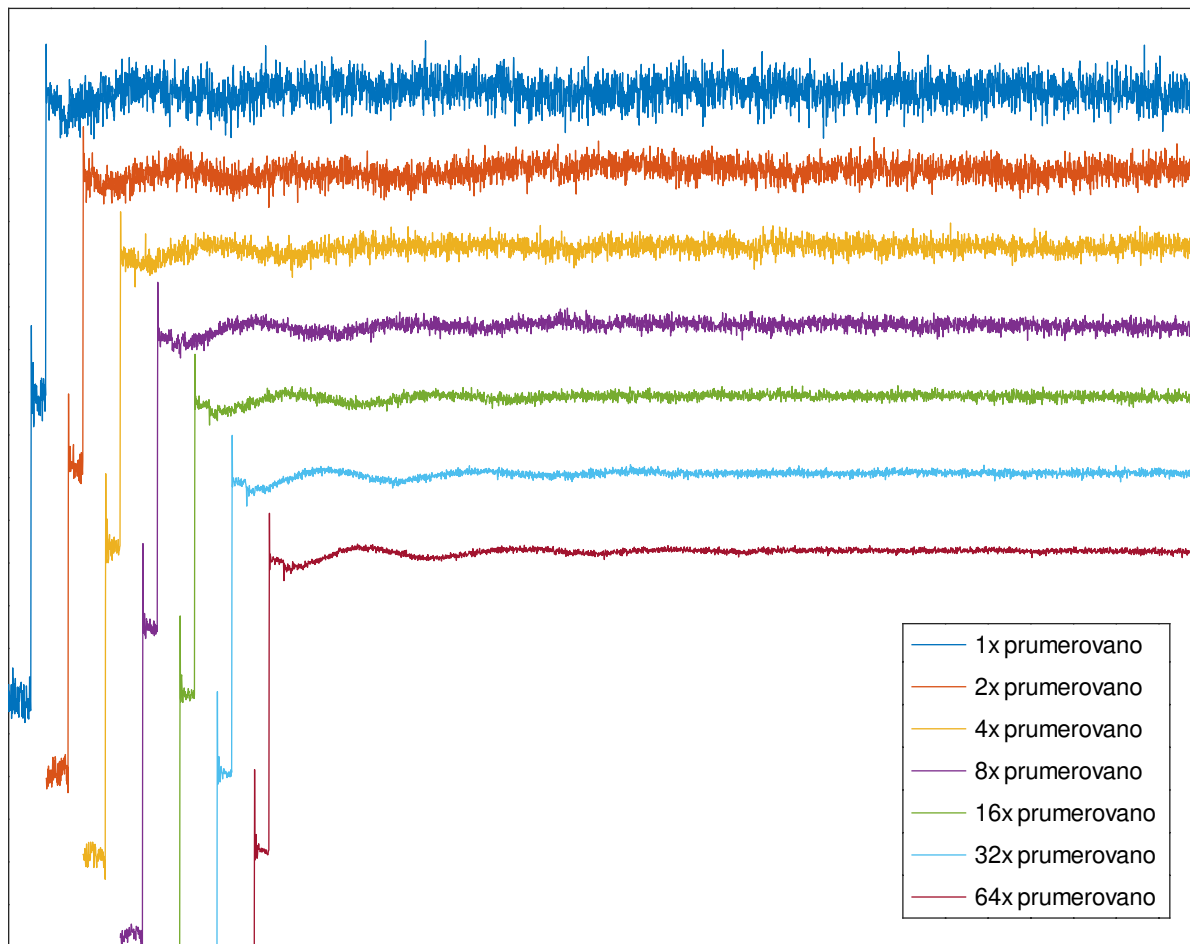 1x prumerovano
2x prumerovano
4x prumerovano
8x prumerovano
16x prumerovano
32x prumerovano
64x prumerovano